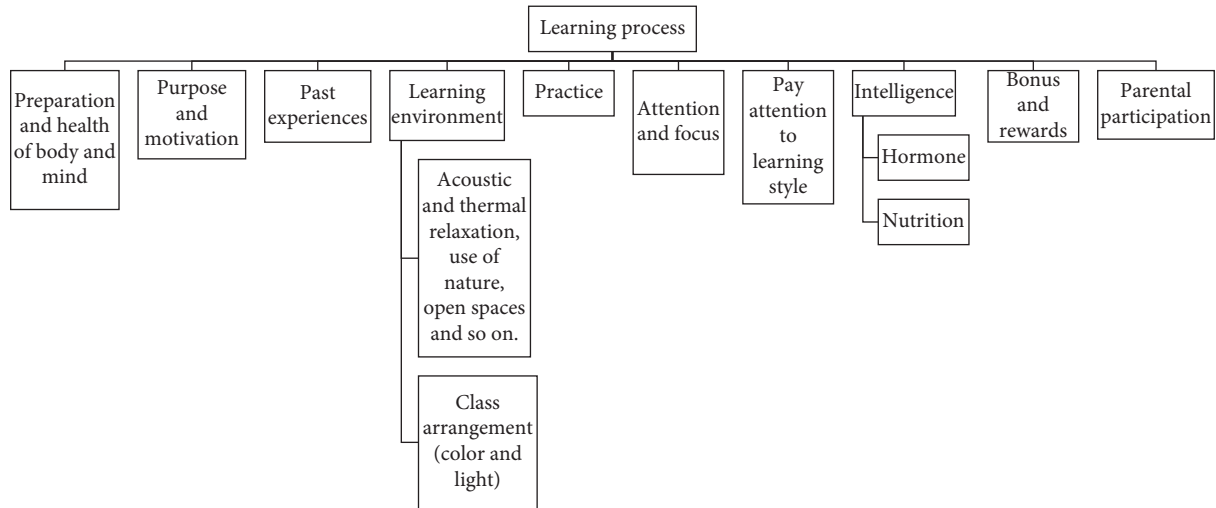 Learning process
Preparation
and health
of body and
mind
Purpose
and
motivation
Past
experiences
Learning
environment
Practice
Attention
and focus
Pay
attention
to
learning
style
Intelligence
Bonus
and
rewards
Parental
participation
Acoustic
and thermal
relaxation,
use of
nature,
open spaces
and so on.
Class
arrangement
(color and
light)
Hormone
Nutrition